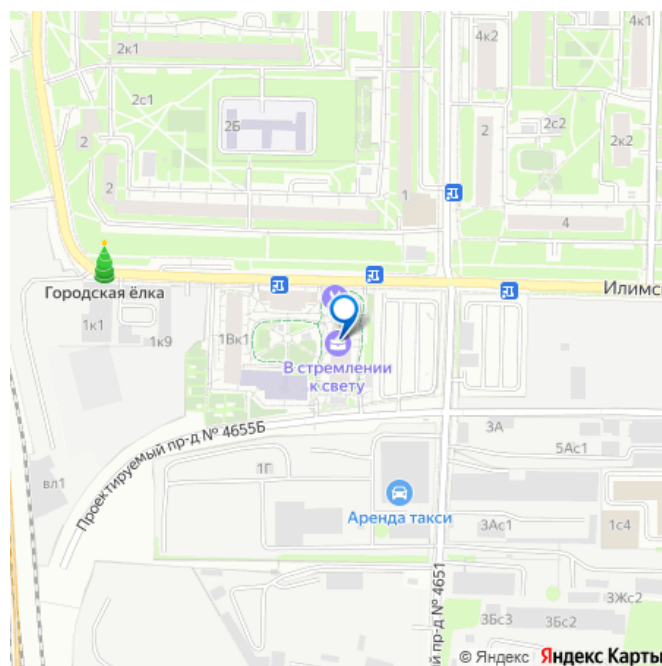 2к1
4к2
2с1
2Б
2
2
2с2
2к2
2
1
4
Городская ёлка
Илимс
1к1
1к9
1Вк1
В стремлении
к свету
Проектируемый пр-д № 4655Б
3А
5Ас1
1Г
вл1
Аренда такси
3Ас1
1с4
й пр-д № 4651
3Жс2
3Бс3
3Бс2
© Яндекс Яндекс Карты